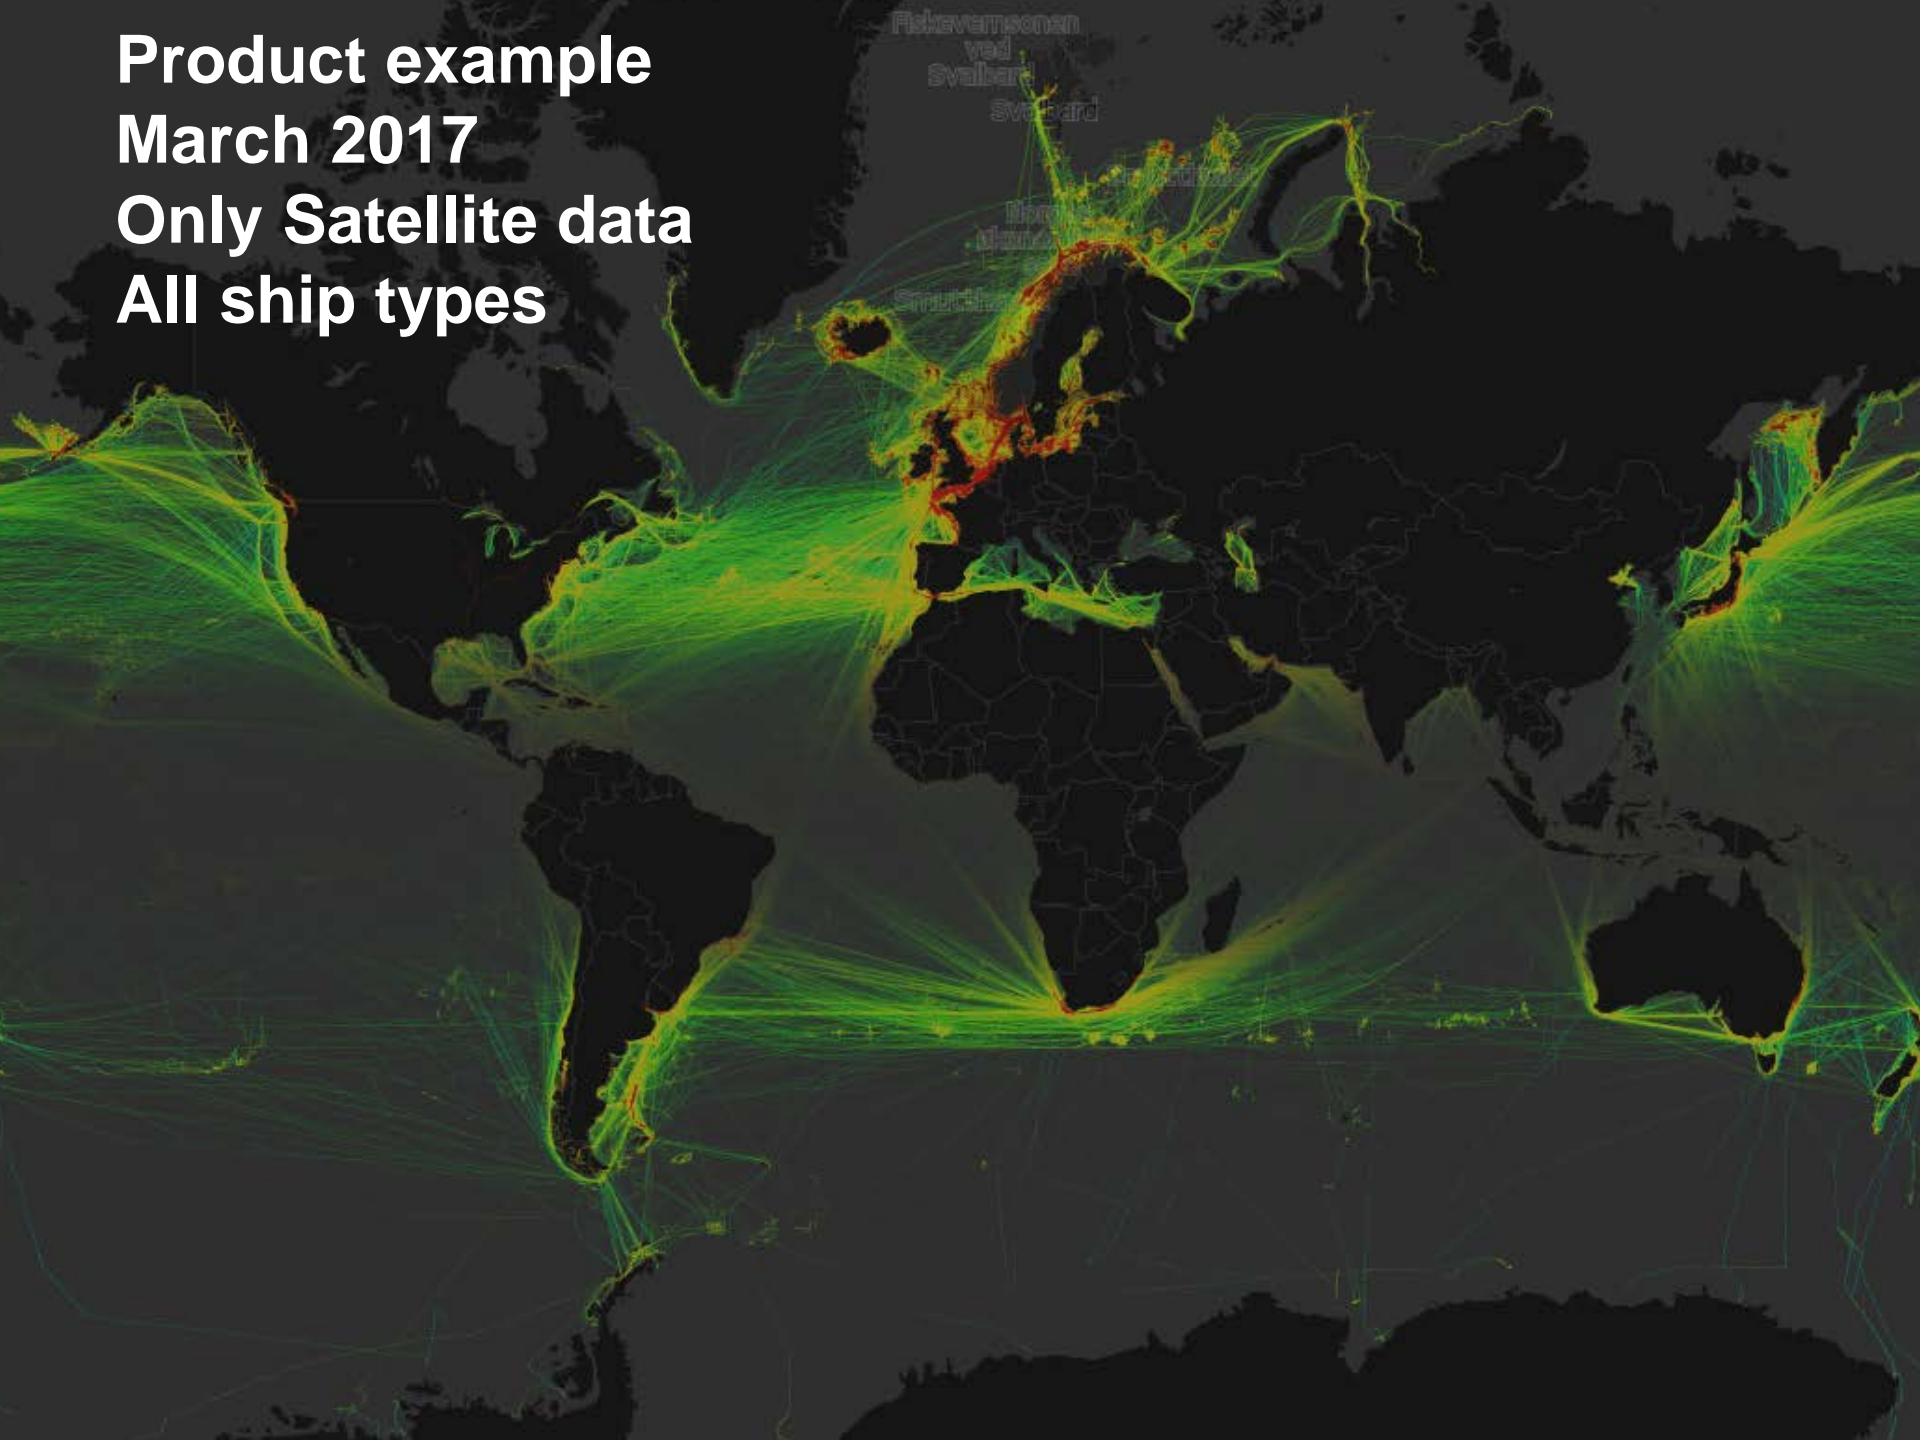 Product example
March 2017
Only Satellite data
All ship types
Fiskevernsonen
ved
Svalbard
Svalbard